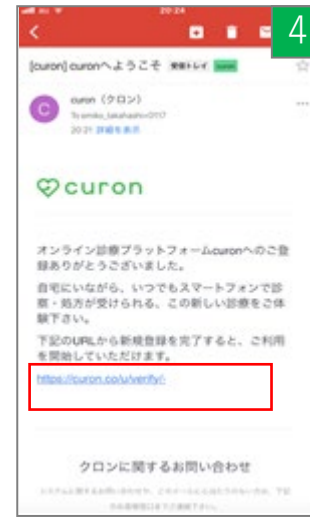 20:24
4
[curon] curonへようこそ 受信トレイ
C
curon（クロン）
20:21 詳細を表示
curon
オンライン診療プラットフォームcuronへのご登
録ありがとうございました。
自宅にいながら、いつでもスマートフォンで診
察・処方が受けられる、この新しい診療をご体
験下さい。
下記のURLから新規登録を完了すると、ご利用
を開始していただけます。
https://curon.co/u/verify/-
クロンに関するお問い合わせ